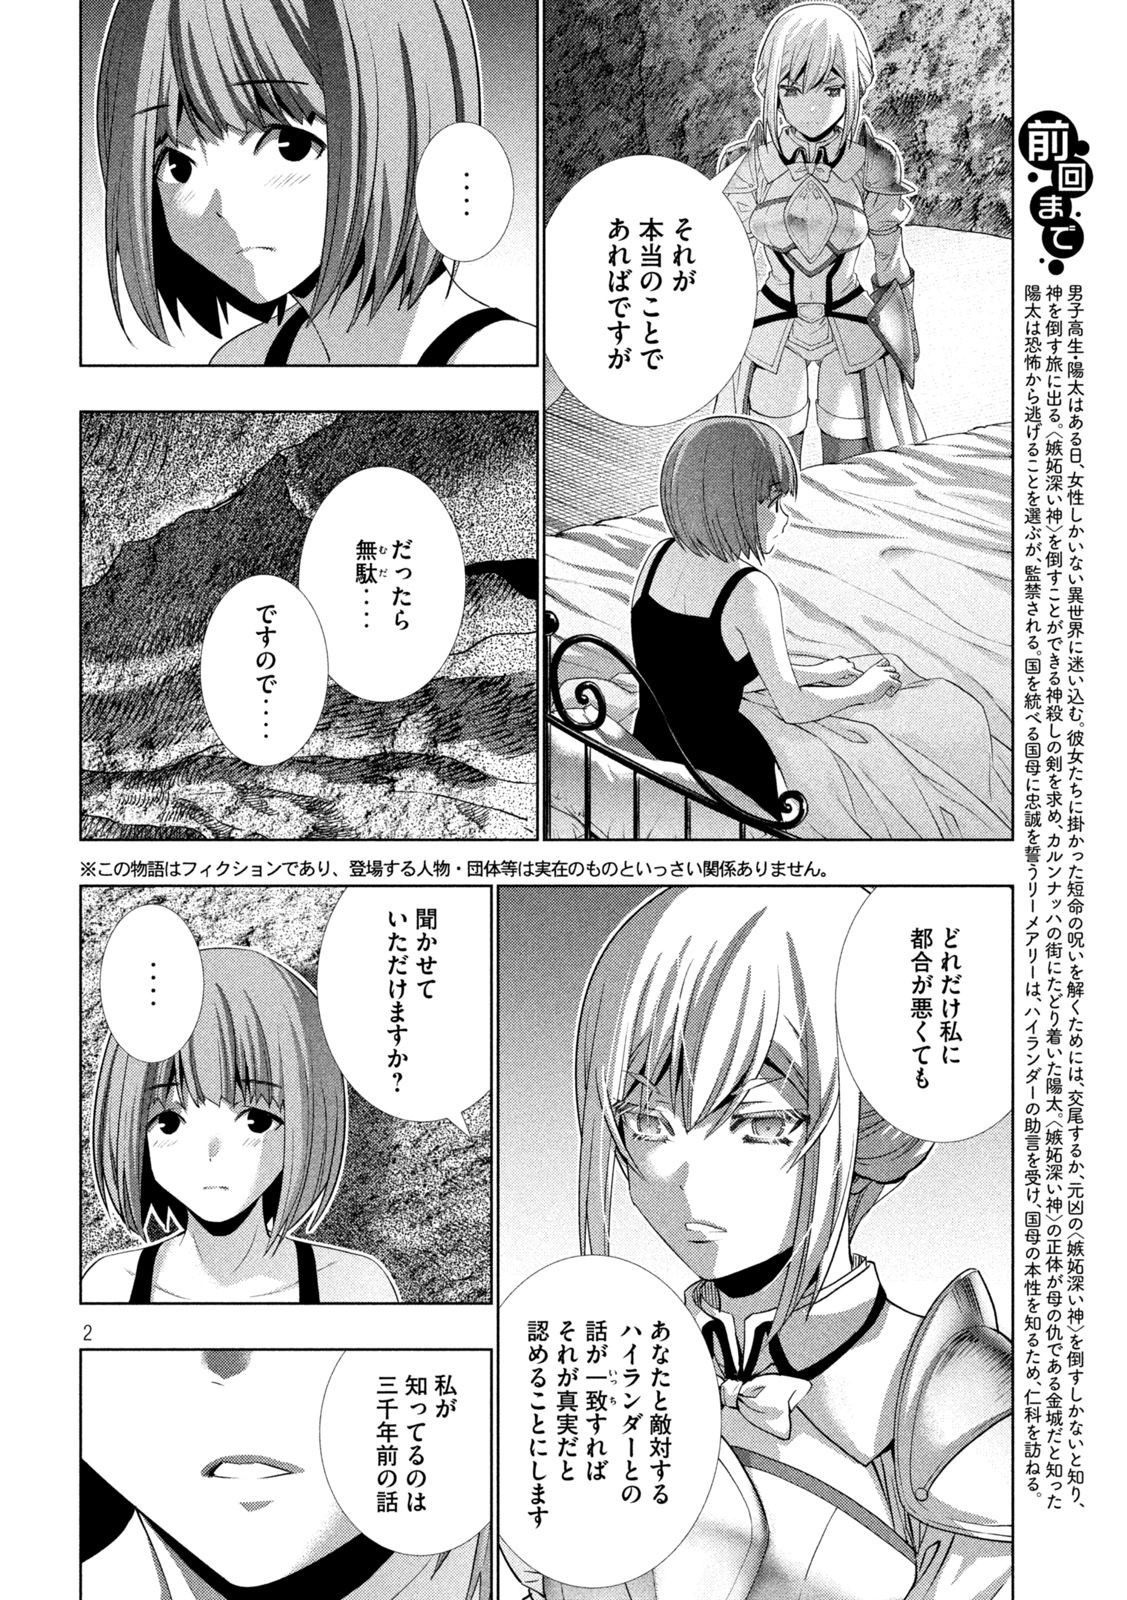 前回まで
男子高生・陽太はある日、女性しかいない異世界に迷い込む。彼女たちに掛かった短命の呪いを解くためには、交尾するか、元凶の〈嫉妬深い神〉を倒すしかないと知り、
神を倒す旅に出る。〈嫉妬深い神〉を倒すことができる神殺しの剣を求め、カルンナッハの街にたどり着いた陽太。〈嫉妬深い神〉の正体が母の仇である金城だと知った
陽太は恐怖から逃げることを選ぶが、監禁される。国を統べる国母に忠誠を誓うリーメアリーは、ハイランダーの助言を受け、国母の本性を知るため、仁科を訪ねる。
それが
本当のことで
あればですが
・・・
だったら
無駄・・・・
むだ
ですので・・・・
※この物語はフィクションであり、登場する人物・団体等は実在のものといっさい関係ありません。
どれだけ私に
都合が悪くても
あなたと敵対する
ハイランダーとの
話が一致すれば
いっち
それが真実だと
認めることにします
聞かせて
いただけますか?
・・・
私が
知ってるのは
三千年前の話
2